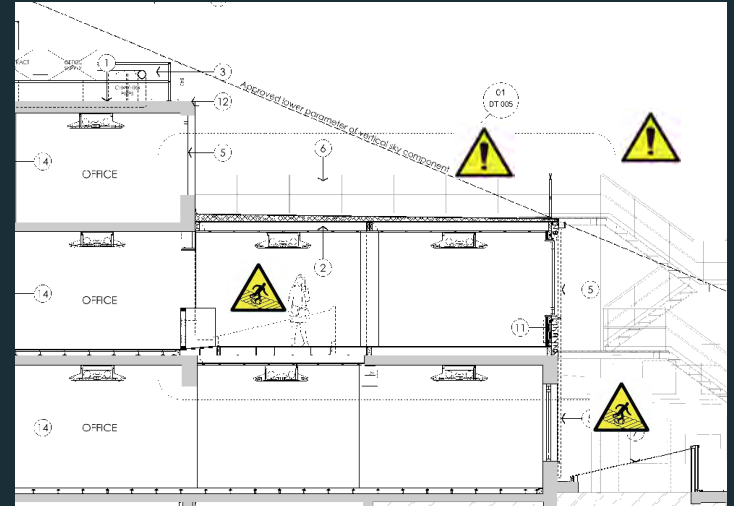 1
3
12
Approved lower parameter of vertical sky component
01
DT 005
14
OFFICE
5
6
2
14
OFFICE
5
11
14
OFFICE